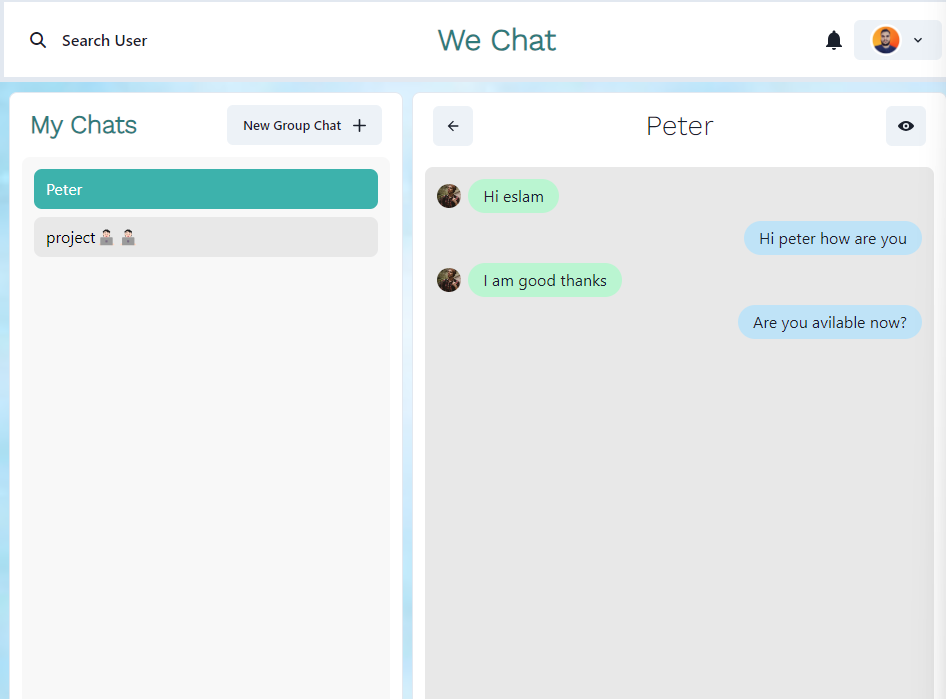 Search User
We Chat
My Chats
New Group Chat
Peter
project
Peter
Hi eslam
Hi peter how are you
I am good thanks
Are you avilable now?